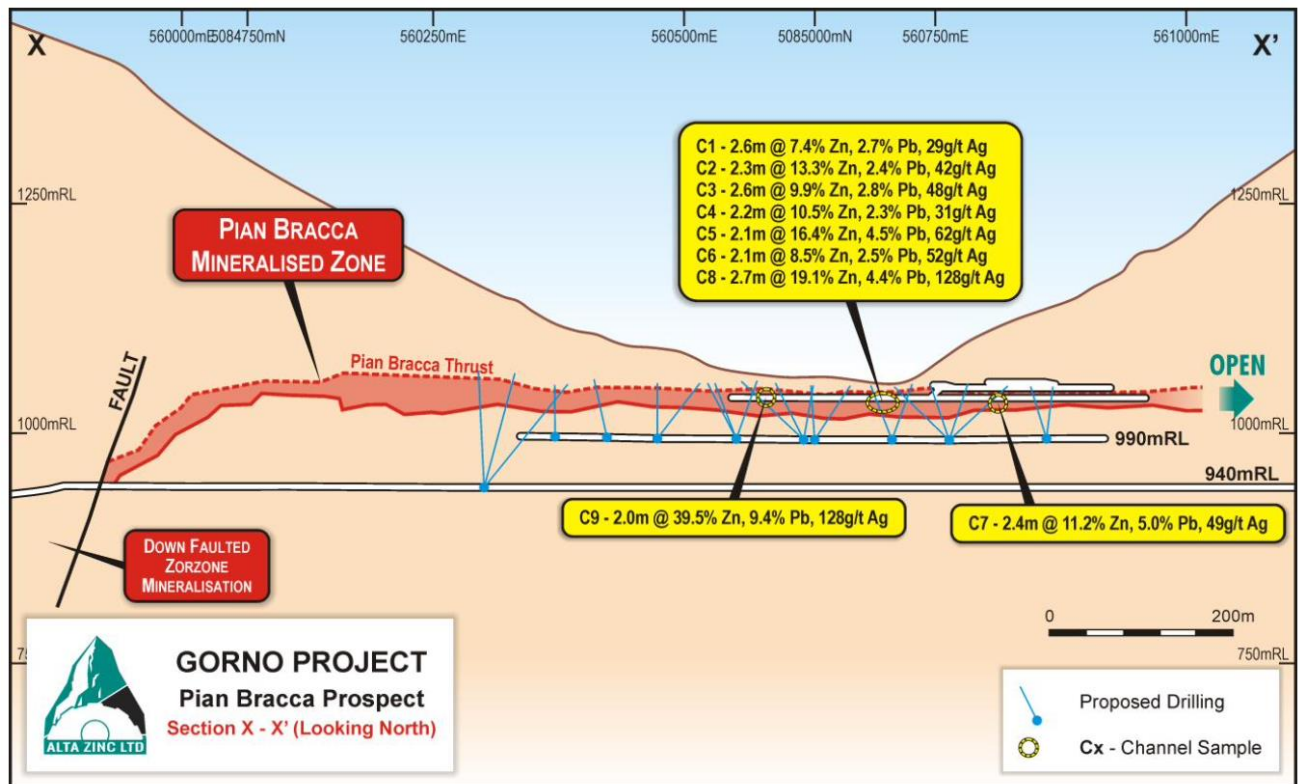 X
560000mE
5084750mN
560250mE
560500mE
5085000mN
560750mE
561000mE
X'
C1 - 2.6m @ 7.4% Zn, 2.7% Pb, 29g/t Ag
C2 - 2.3m @ 13.3% Zn, 2.4% Pb, 42g/t Ag
C3 - 2.6m @ 9.9% Zn, 2.8% Pb, 48g/t Ag
C4 - 2.2m @ 10.5% Zn, 2.3% Pb, 31g/t Ag
C5 - 2.1m @ 16.4% Zn, 4.5% Pb, 62g/t Ag
C6 - 2.1m @ 8.5% Zn, 2.5% Pb, 52g/t Ag
C8 - 2.7m @ 19.1% Zn, 4.4% Pb, 128g/t Ag
1250mRL
1250mRL
PIAN BRACCA
MINERALISED ZONE
Pian Bracca Thrust
FAULT
OPEN
1000mRL
1000mRL
990mRL
940mRL
C9 - 2.0m @ 39.5% Zn, 9.4% Pb, 128g/t Ag
C7 - 2.4m @ 11.2% Zn, 5.0% Pb, 49g/t Ag
DOWN FAULTED
ZORZONE
MINERALISATION
0 200m
750mRL
GORNO PROJECT
Pian Bracca Prospect
Section X - X' (Looking North)
ALTA ZINC LTD
Proposed Drilling
Cx - Channel Sample